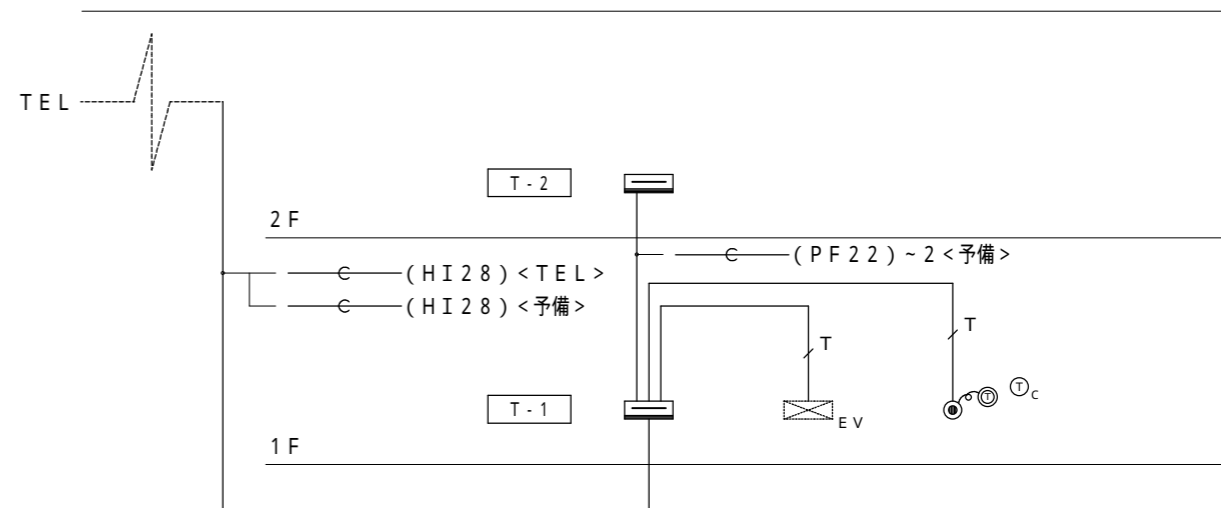 TEL
T-2
2F
C (PF22)~2<予備>
C (HI28)<TEL>
C (HI28)<予備>
T
T
T-1
EV
T
T C
1F